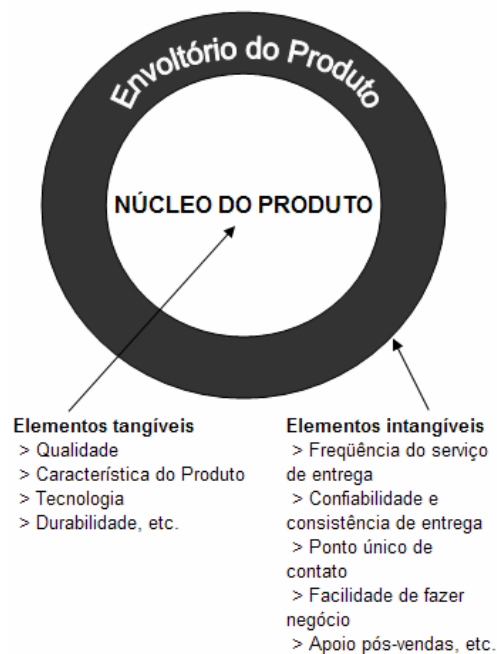 Envoltório do Produto
NÚCLEO DO PRODUTO
Elementos tangíveis
> Qualidade
> Característica do Produto
> Tecnologia
> Durabilidade, etc.
Elementos intangíveis
> Freqüência do serviço
de entrega
> Confiabilidade e
consistência de entrega
> Ponto único de
contato
> Facilidade de fazer
negócio
> Apoio pós-vendas, etc.